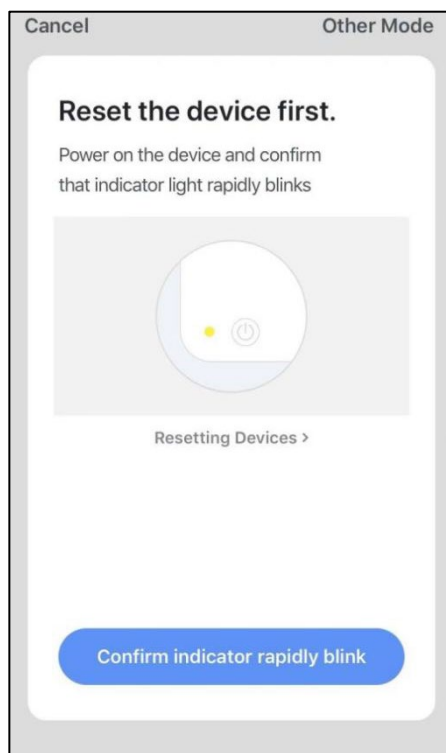 Cancel
Other Mode
Reset the device first.
Power on the device and confirm
that indicator light rapidly blinks
Resetting Devices >
Confirm indicator rapidly blink